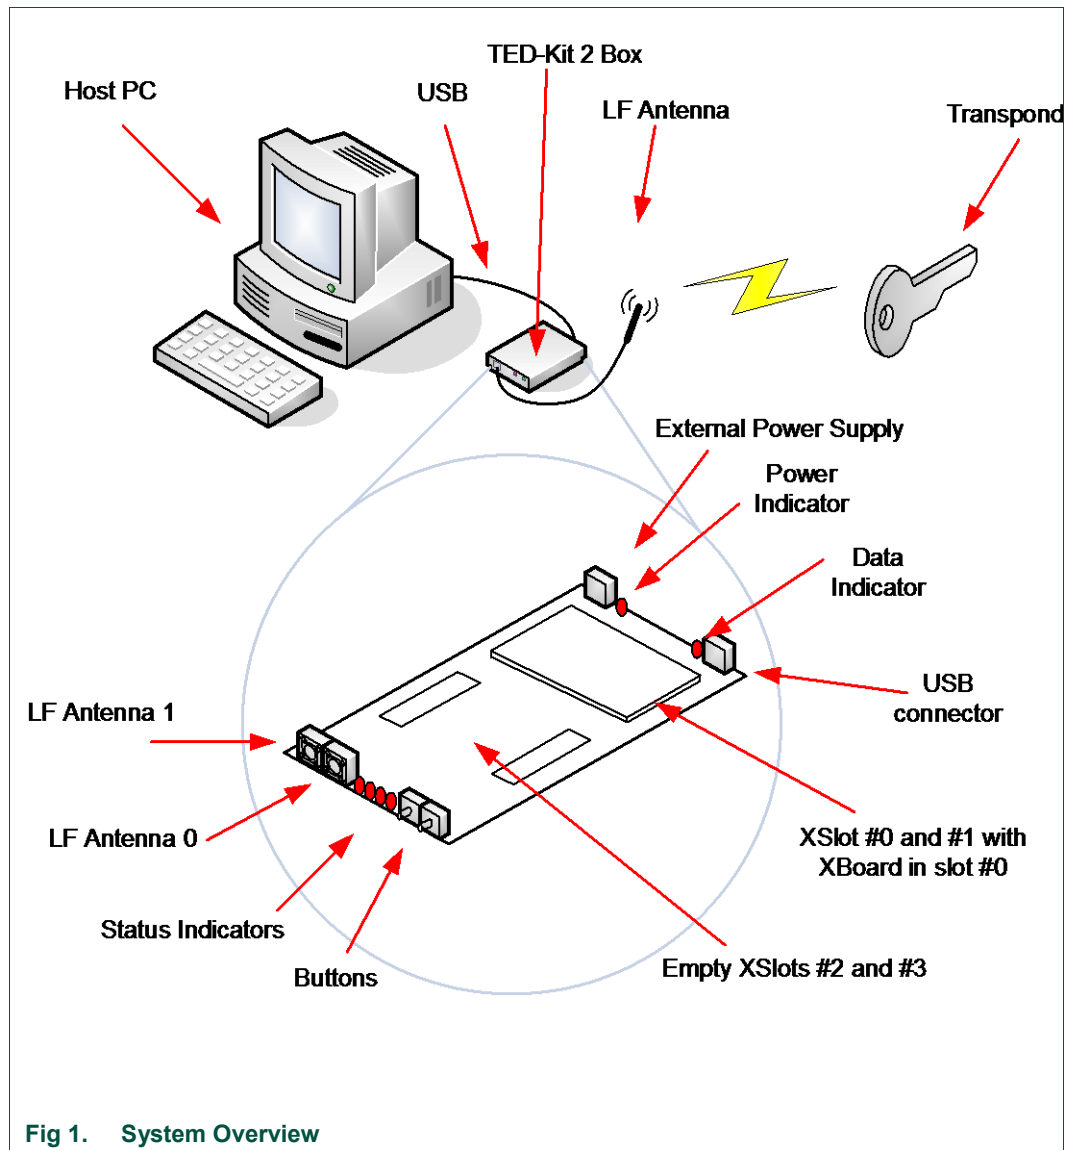 TED-Kit 2 Box
Host PC
USB
LF Antenna
Transpond
External Power Supply
Power
Indicator
Data
Indicator
USB
connector
LF Antenna 1
LF Antenna 0
XSlot #0 and #1 with
XBoard in slot #0
Status Indicators
Buttons
Empty XSlots #2 and #3
Fig 1. System Overview